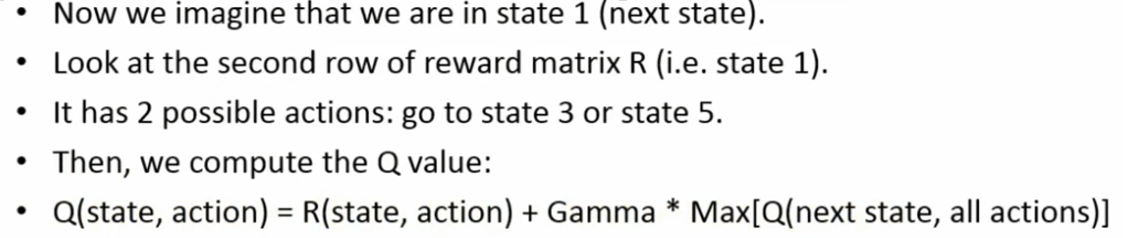 • Now we imagine that we are in state 1 (next state).
• Look at the second row of reward matrix R (i.e. state 1).
• It has 2 possible actions: go to state 3 or state 5.
• Then, we compute the Q value:
• Q(state, action) = R(state, action) + Gamma * Max[Q(next state, all actions)]